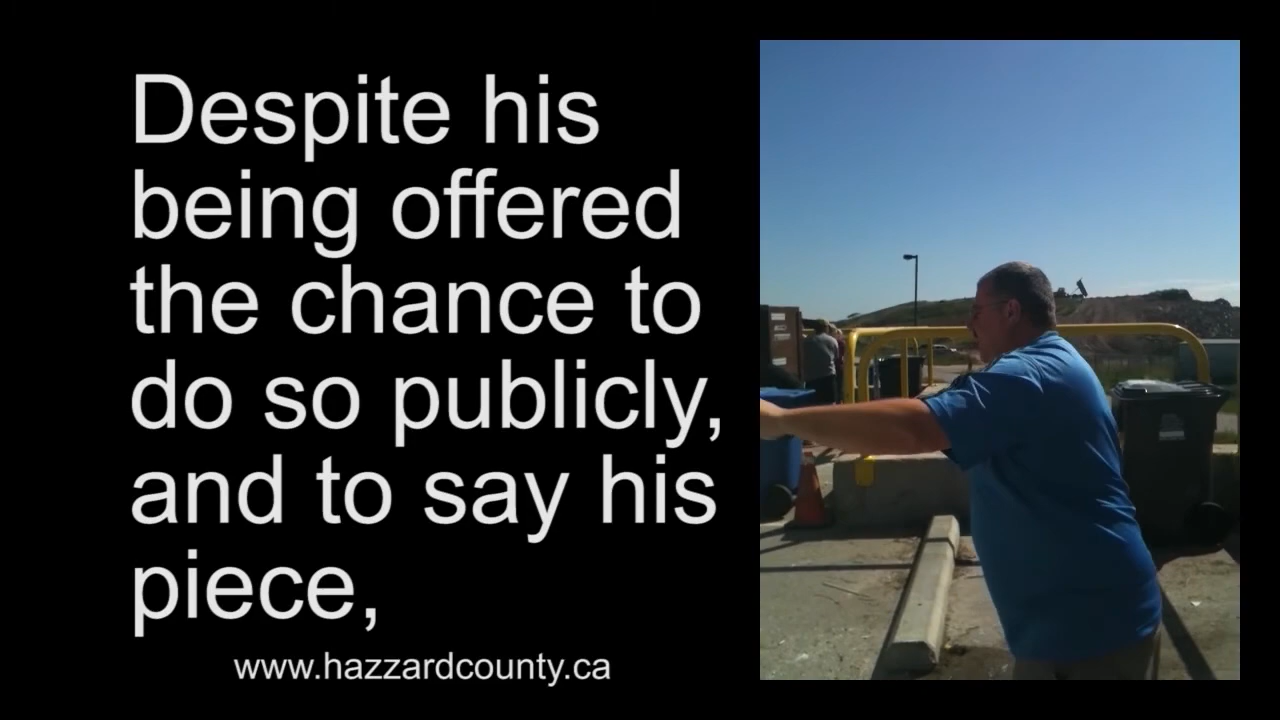 Despite his
being offered
the chance to
do so publicly,
and to say his
piece,
www.hazzardcounty.ca